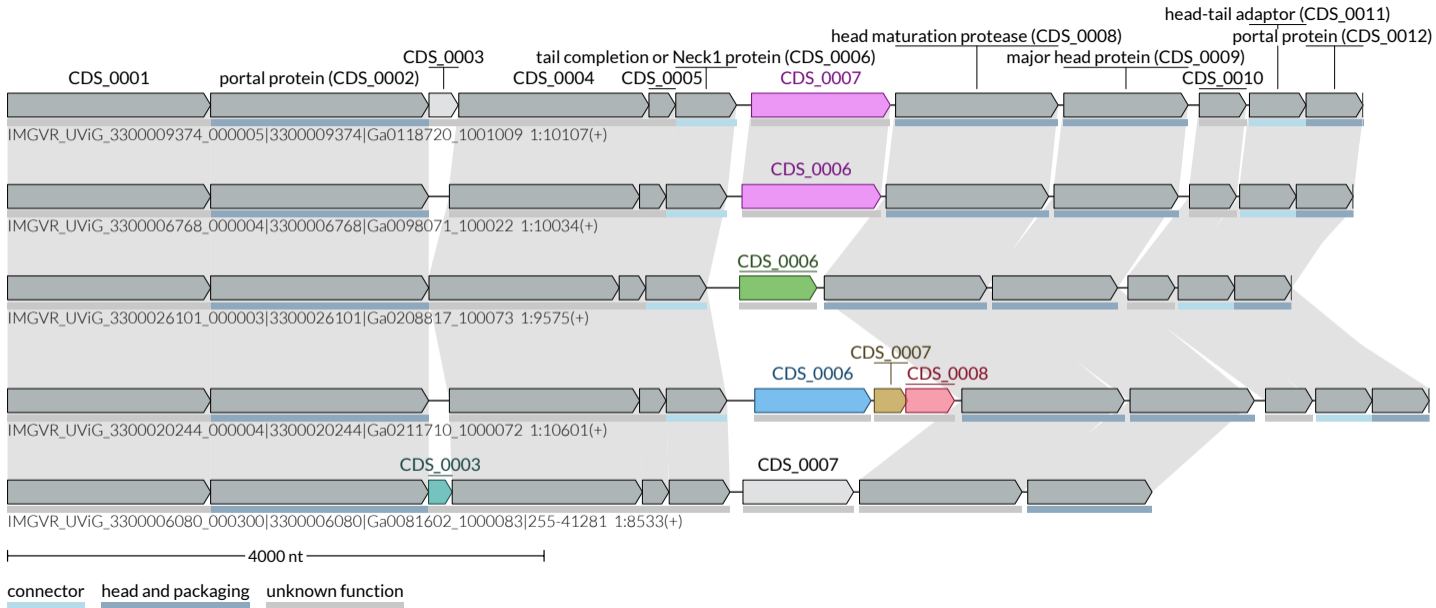 head-tail adaptor (CDS_0011)
head maturation protease (CDS_0008) portal protein (CDS_0012)
CDS_0003 tail completion or Neck1 protein (CDS_0006) major head protein (CDS_0009)
CDS_0001 portal protein (CDS_0002) CDS_0004 CDS_0005 CDS_0007 CDS_0010
IMGVR_UViG_3300009374_000005|3300009374|Ga0118720_1001009 1:10107(+)
CDS_0006
IMGVR_UViG_3300006768_000004|3300006768|Ga0098071_100022 1:10034(+)
CDS_0006
IMGVR_UViG_3300026101_000003|3300026101|Ga0208817_100073 1:9575(+)
CDS_0007
CDS_0006 CDS_0008
IMGVR_UViG_3300020244_000004|3300020244|Ga0211710_1000072 1:10601(+)
CDS_0003 CDS_0007
IMGVR_UViG_3300006080_000300|3300006080|Ga0081602_1000083|255-41281 1:8533(+)
4000 nt
connector head and packaging unknown function